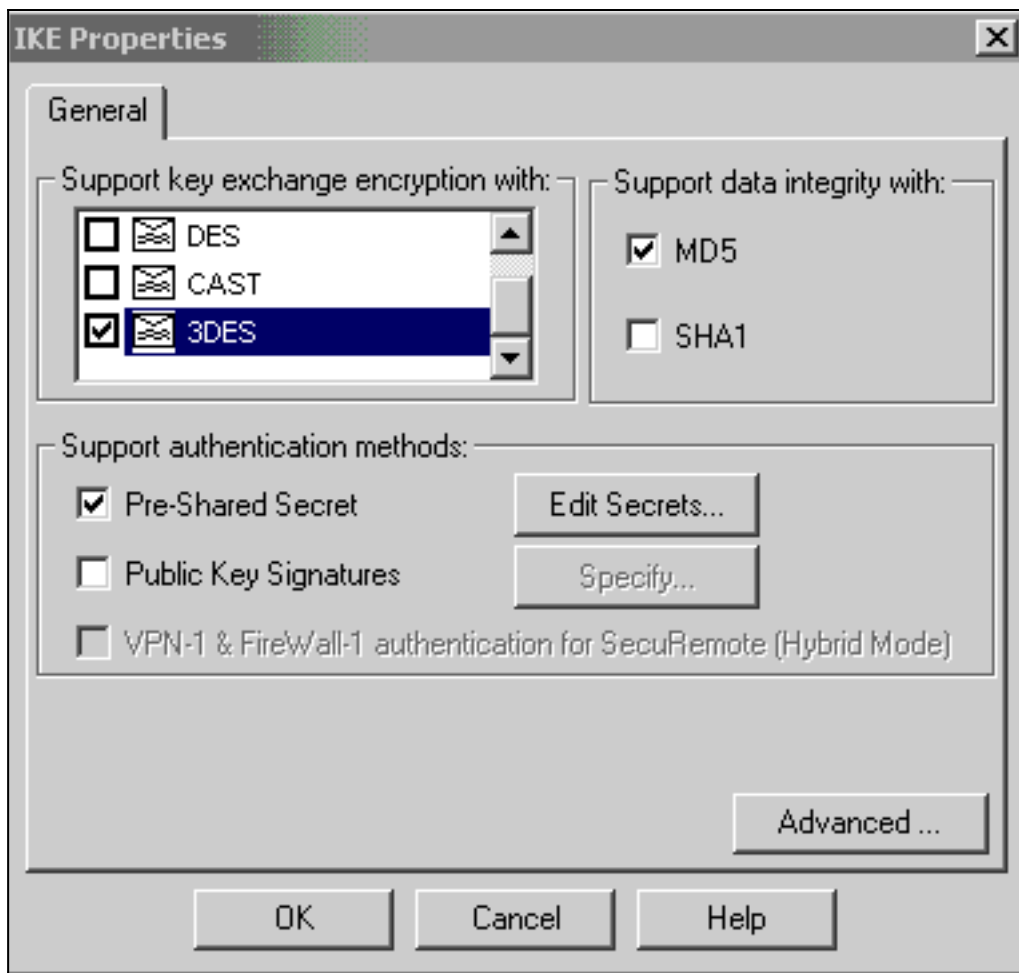 IKE Properties
General
Support key exchange encryption with:
DES
CAST
3DES
Support data integrity with:
MD5
SHA1
Support authentication methods:
Pre-Shared Secret
Edit Secrets...
Public Key Signatures
Specify...
VPN-1 & FireWall-1 authentication for SecuRemote (Hybrid Mode)
Advanced ...
OK
Cancel
Help